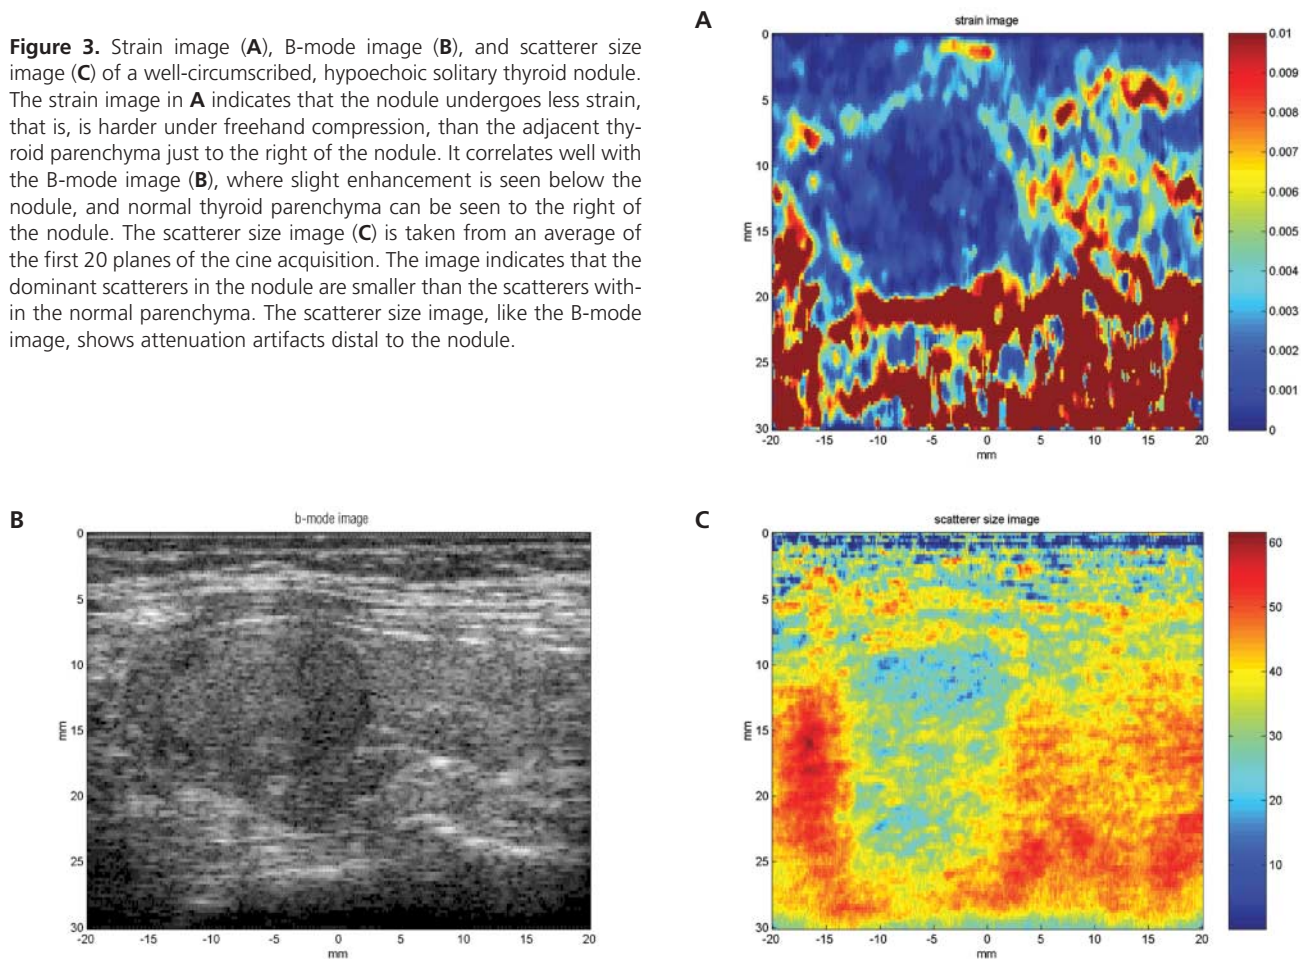 Figure 3. Strain image (A), B-mode image (B), and scatterer size
image (C) of a well-circumscribed, hypoechoic solitary thyroid nodule.
The strain image in A indicates that the nodule undergoes less strain,
that is, is harder under freehand compression, than the adjacent thy-
roid parenchyma just to the right of the nodule. It correlates well with
the B-mode image (B), where slight enhancement is seen below the
nodule, and normal thyroid parenchyma can be seen to the right of
the nodule. The scatterer size image (C) is taken from an average of
the first 20 planes of the cine acquisition. The image indicates that the
dominant scatterers in the nodule are smaller than the scatterers with-
in the normal parenchyma. The scatterer size image, like the B-mode
image, shows attenuation artifacts distal to the nodule.
A
strain image
0
5
10
15
20
25
30
mm
-20 -15 -10 -5 0 5 10 15 20
mm
0.01
0.009
0.008
0.007
0.006
0.005
0.004
0.003
0.002
0.001
0
B
b-mode image
0
5
10
15
20
25
30
mm
-20 -15 -10 -5 0 5 10 15 20
mm
C
scatterer size image
0
5
10
15
20
25
30
mm
-20 -15 -10 -5 0 5 10 15 20
mm
60
50
40
30
20
10